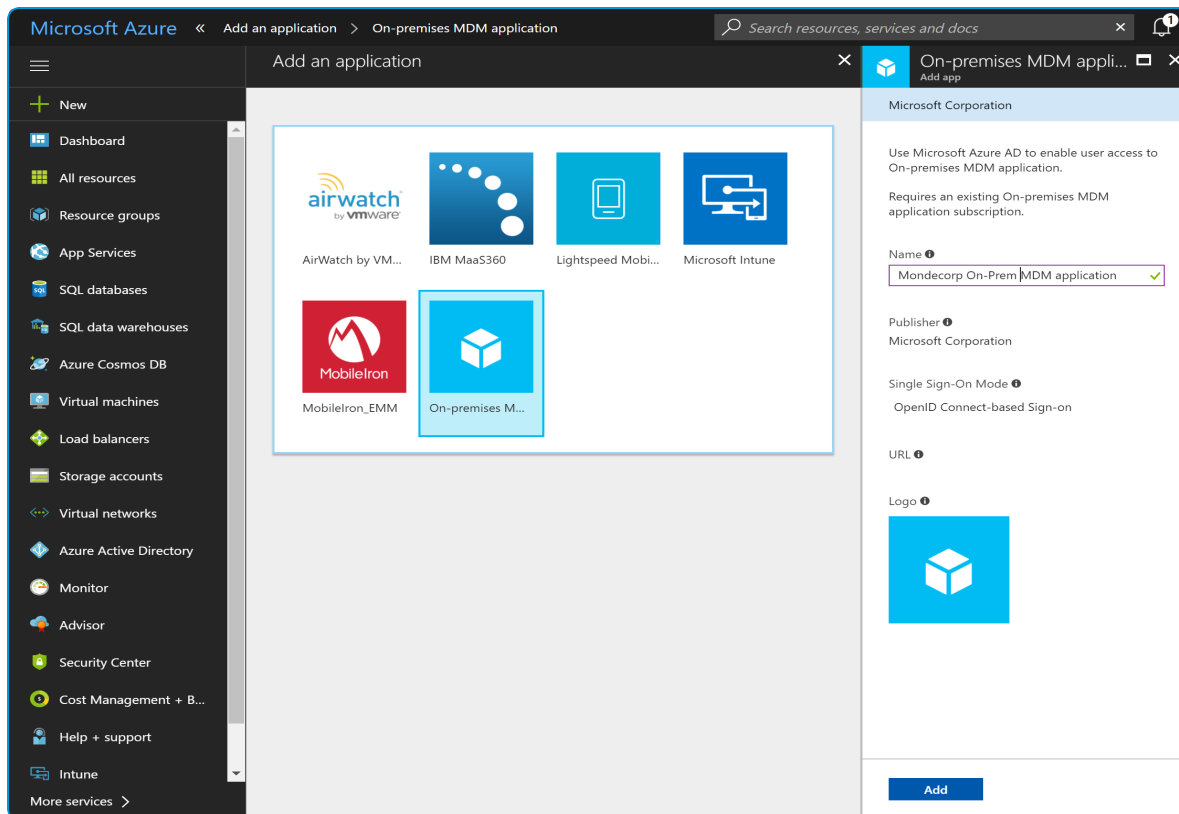 Microsoft Azure « Add an application > On-premises MDM application
Search resources, services and docs
1
Add an application
On-premises MDM appli...
Add app
New
Dashboard
All resources
Resource groups
App Services
SQL databases
SQL
SQL data warehouses
Azure Cosmos DB
Virtual machines
Load balancers
Storage accounts
Virtual networks
Azure Active Directory
Monitor
Advisor
Security Center
Cost Management + B...
Help + support
Intune
More services >
airwatch
by vmware
AirWatch by VM...
IBM MaaS360
Lightspeed Mobi...
Microsoft Intune
MobileIron
MobileIron_EMM
On-premises M...
Microsoft Corporation
Use Microsoft Azure AD to enable user access to
On-premises MDM application.
Requires an existing On-premises MDM
application subscription.
Name
Mondecorp On-Prem MDM application
Publisher
Microsoft Corporation
Single Sign-On Mode
OpenID Connect-based Sign-on
URL
Logo
Add